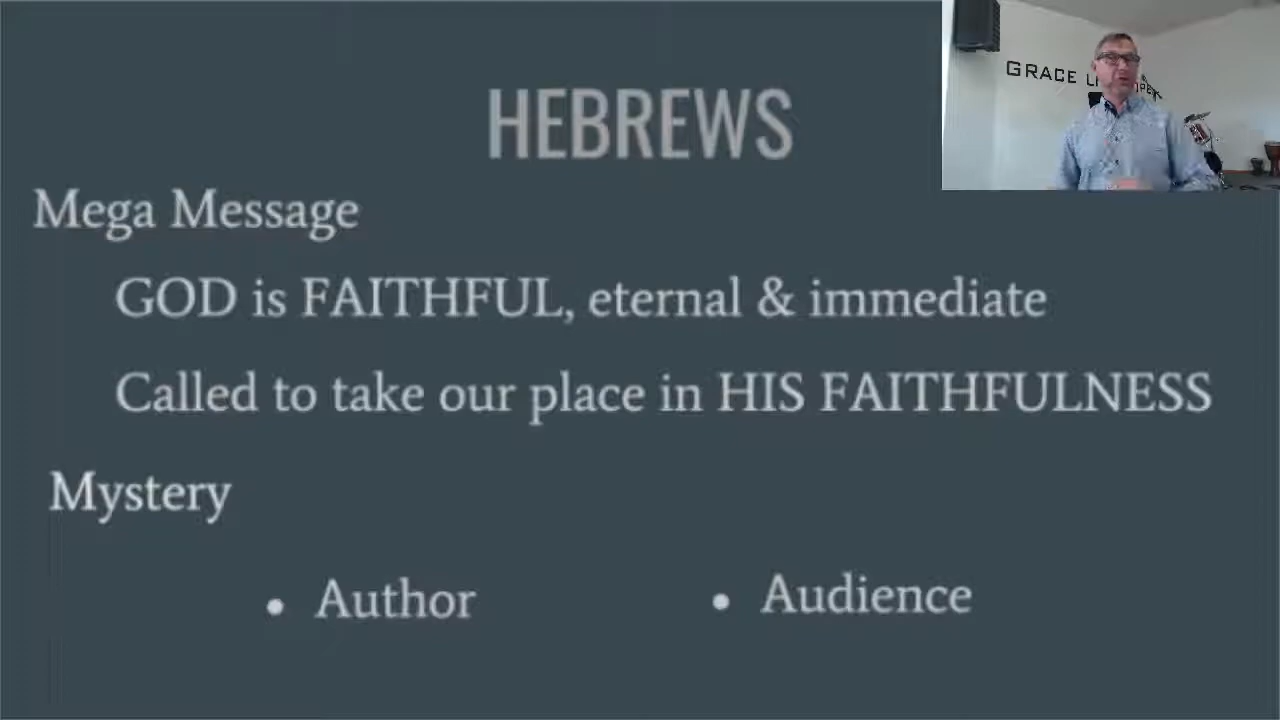 HEBREWS
GRACE
Mega Message
GOD is FAITHFUL, eternal & immediate
Called to take our place in HIS FAITHFULNESS
Mystery
• Author
• Audience